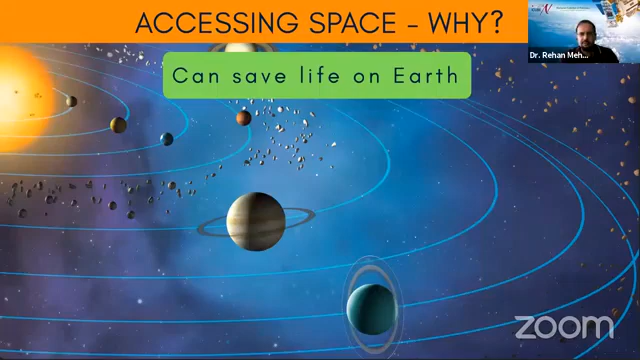 ACCESSING SPACE - WHY?
Can save life on Earth
Dr. Rehan Meh...
zoom